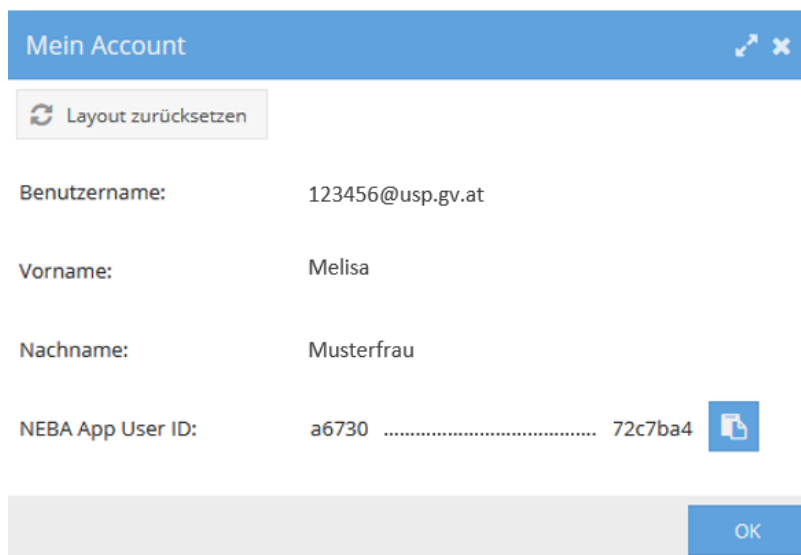 Mein Account
Layout zurücksetzen
Benutzername: 123456@usp.gv.at
Vorname: Melisa
Nachname: Musterfrau
NEBA App User ID: a6730 ........................................ 72c7ba4
OK